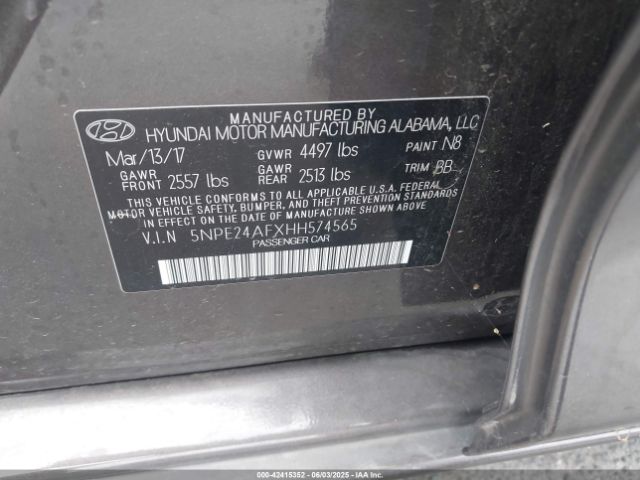 MANUFACTURED BY
HYUNDAI MOTOR MANUFACTURING ALABAMA, LLC
Mar/13/17 GVWR 4497 lbs PAINT N8
GAWR FRONT 2557 lbs GAWR REAR 2513 lbs TRIM BB
THIS VEHICLE CONFORMS TO ALL APPLICABLE U.S.A. FEDERAL
MOTOR VEHICLE SAFETY, BUMPER, AND THEFT PREVENTION
STANDARDS IN EFFECT ON THE DATE OF MANUFACTURE SHOWN ABOVE.
V.I.N 5NPE24AFXHH574565
PASSENGER CAR
000-42415352 06/03/2025 - Copyright IAA, Inc.